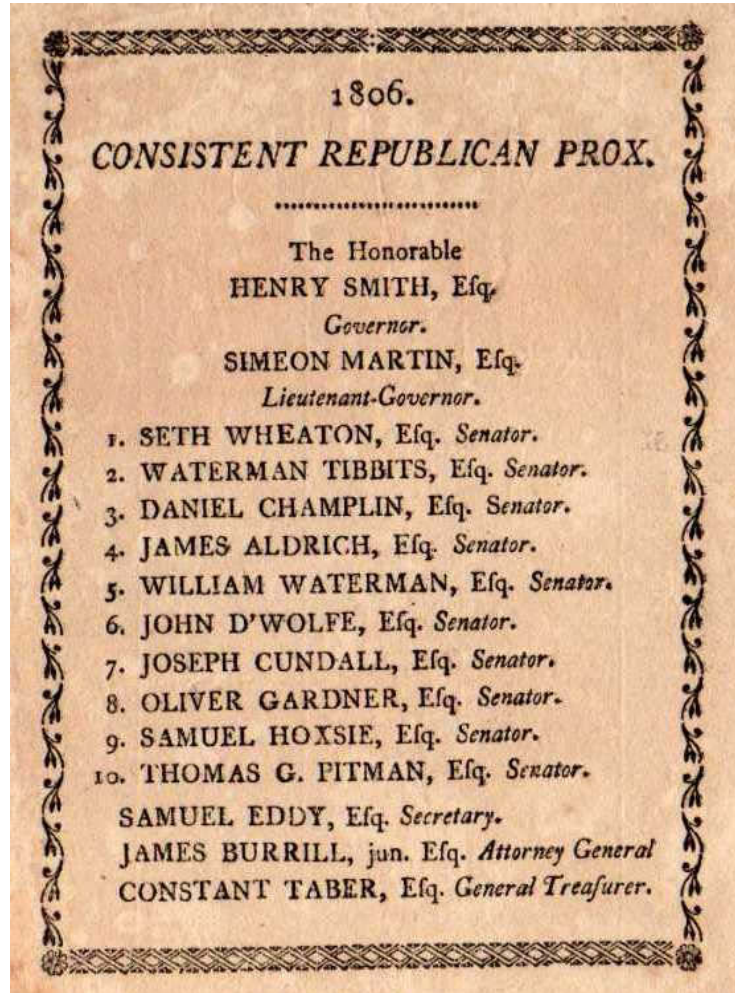 1806.
CONSISTENT REPUBLICAN PROX.
The Honorable
HENRY SMITH, Eſq.
Governor.
SIMEON MARTIN, Eſq.
Lieutenant-Governor.
1. SETH WHEATON, Eſq. Senator.
2. WATERMAN TIBBITS, Eſq. Senator.
3. DANIEL CHAMPLIN, Eſq. Senator.
4. JAMES ALDRICH, Eſq. Senator.
5. WILLIAM WATERMAN, Eſq. Senator.
6. JOHN D'WOLFE, Eſq. Senator.
7. JOSEPH CUNDALL, Eſq. Senator.
8. OLIVER GARDNER, Eſq. Senator.
9. SAMUEL HOXSIE, Eſq. Senator.
10. THOMAS G. PITMAN, Eſq. Senator.
SAMUEL EDDY, Eſq. Secretary.
JAMES BURRILL, jun. Eſq. Attorney General
CONSTANT TABER, Eſq. General Treaſurer.